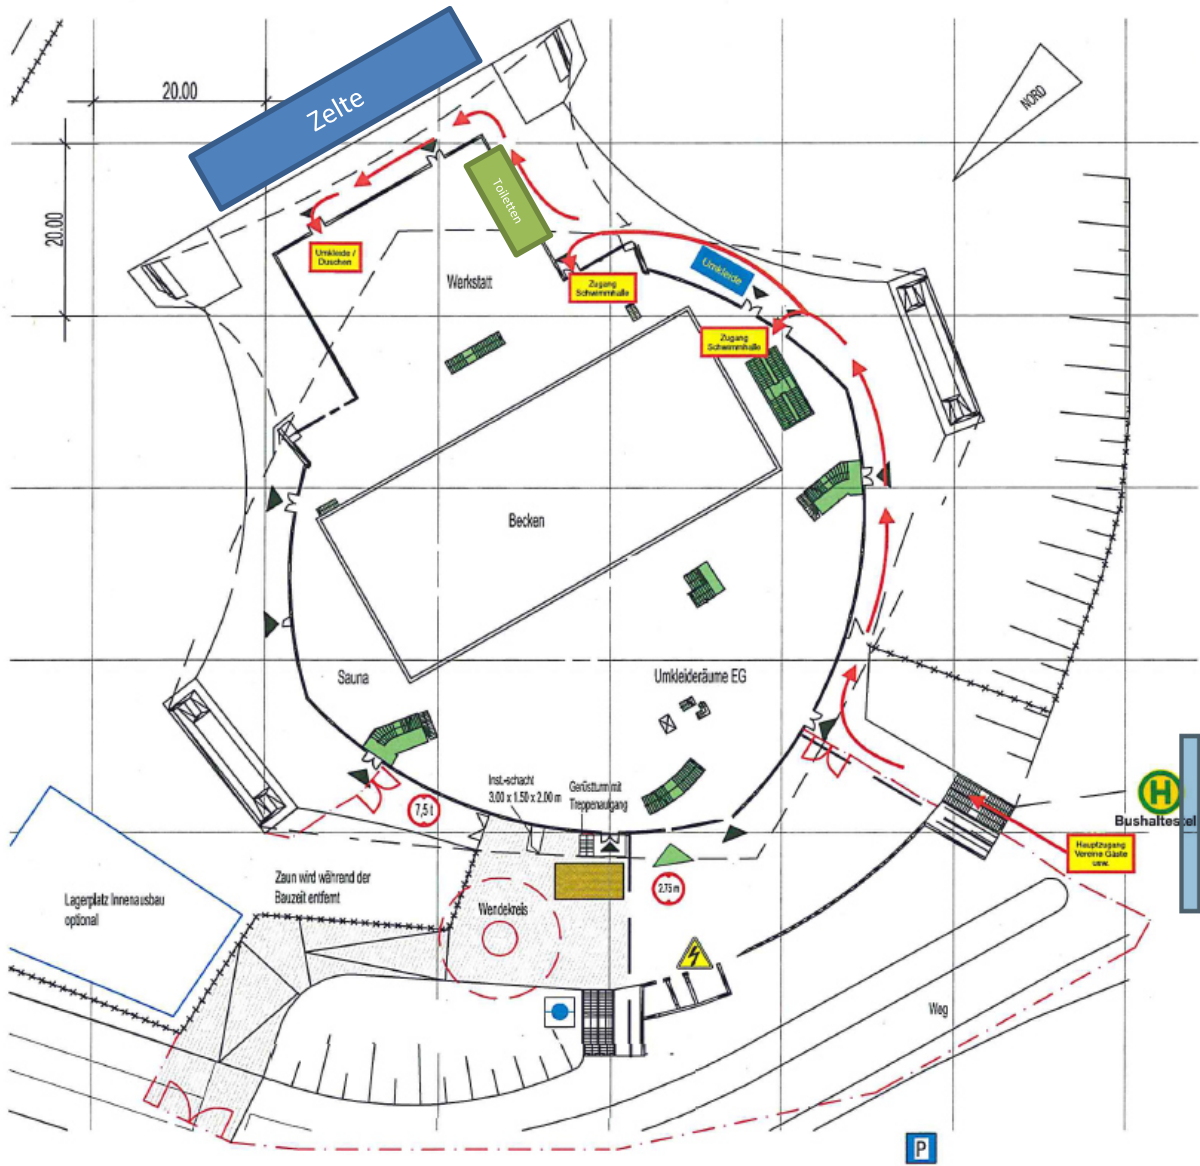 20.00
Zelte
NORD
20.00
Toiletten
Umkleide /
Duschen
Werkstatt
Zugang
Schwimmhalle
Umkleide
Zugang
Schwimmhalle
Becken
Sauna
Umkleideräume EG
Inst.-schacht
3,00 x 1,50 x 2,00 m
Gerüstturm mit
Treppenaufgang
7,5 t
H
Bushaltestel
Hauptzugang
Vereine Gäste
usw.
2,75 m
Zaun wird während der
Bauzeit entfernt
Lagerplatz Innenausbau
optional
Wendekreis
Weg
P